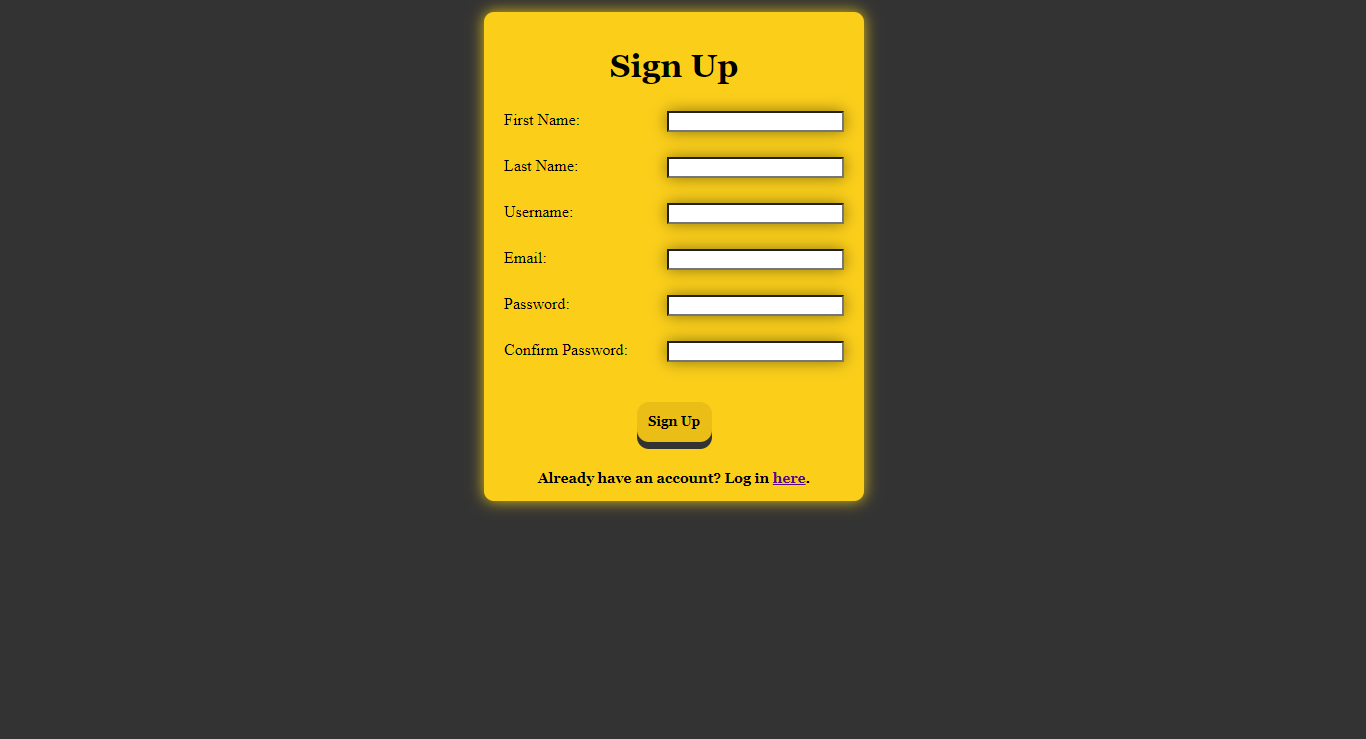 Sign Up
First Name:
Last Name:
Username:
Email:
Password:
Confirm Password:
Sign Up
Already have an account? Log in here.